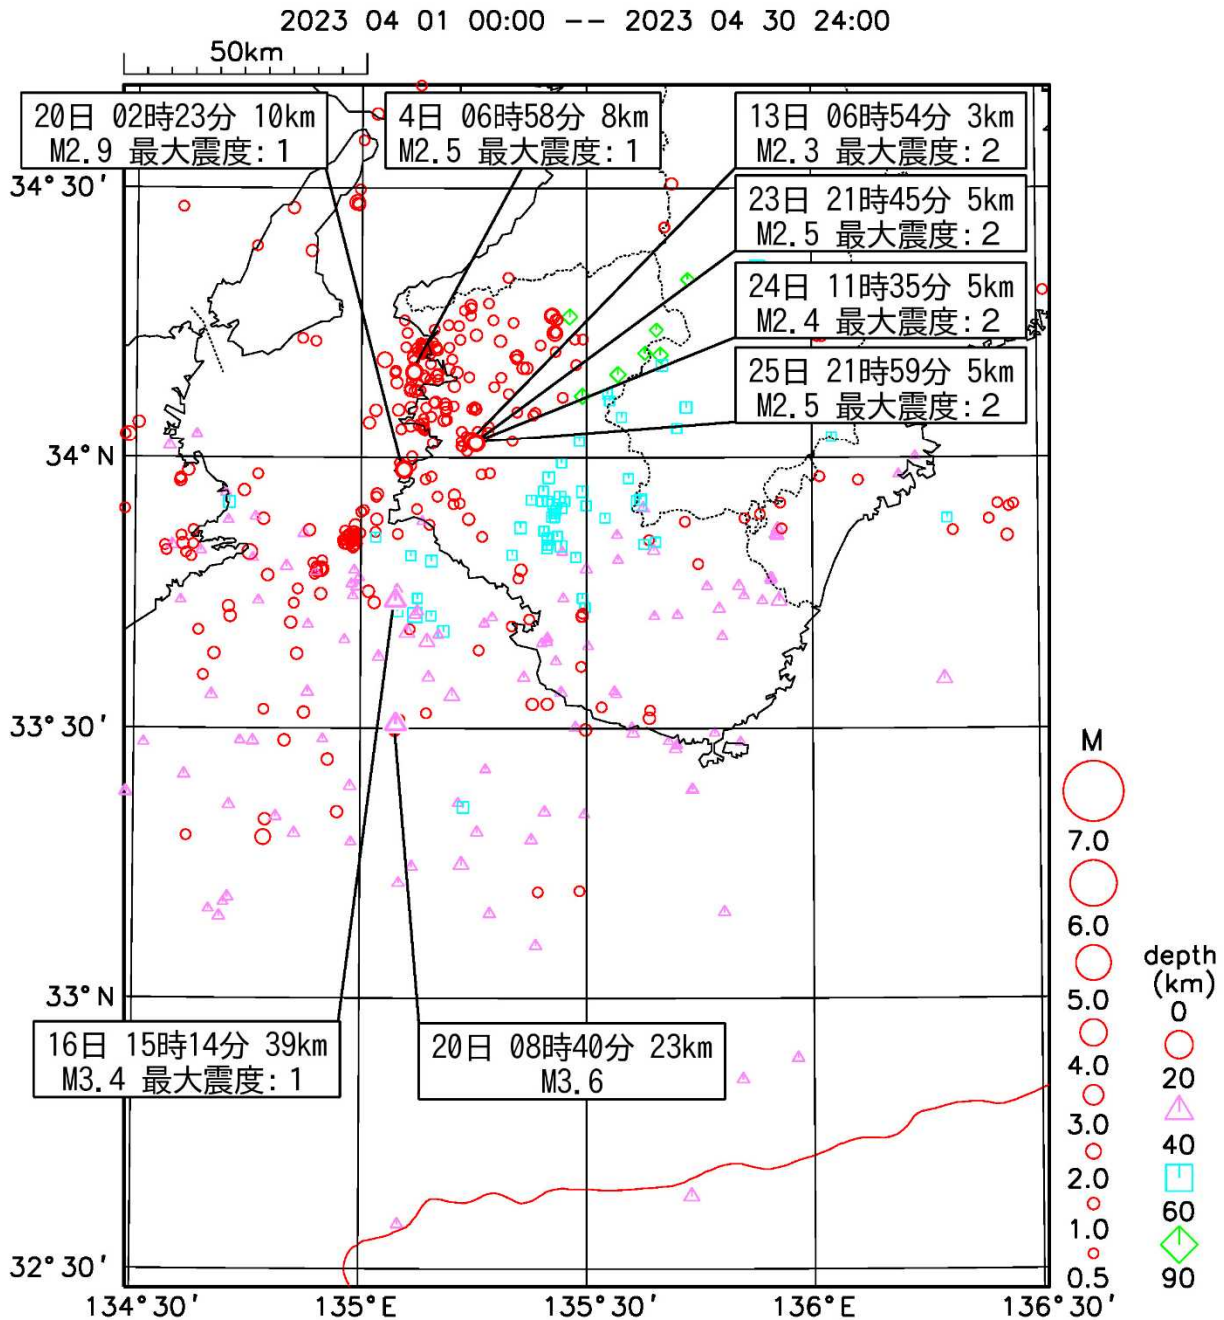 2023 04 01 00:00 -- 2023 04 30 24:00
50km
20日 02時23分 10km
M2.9 最大震度:1
4日 06時58分 8km
M2.5 最大震度:1
13日 06時54分 3km
M2.3 最大震度:2
23日 21時45分 5km
M2.5 最大震度:2
24日 11時35分 5km
M2.4 最大震度:2
25日 21時59分 5km
M2.5 最大震度:2
34°30'
34°N
33°30'
33°N
32°30'
16日 15時14分 39km
M3.4 最大震度:1
20日 08時40分 23km
M3.6
134°30'
135°E
135°30'
136°E
136°30'
M
7.0
6.0
5.0
4.0
3.0
2.0
1.0
0.5
depth
(km)
0
20
40
60
90